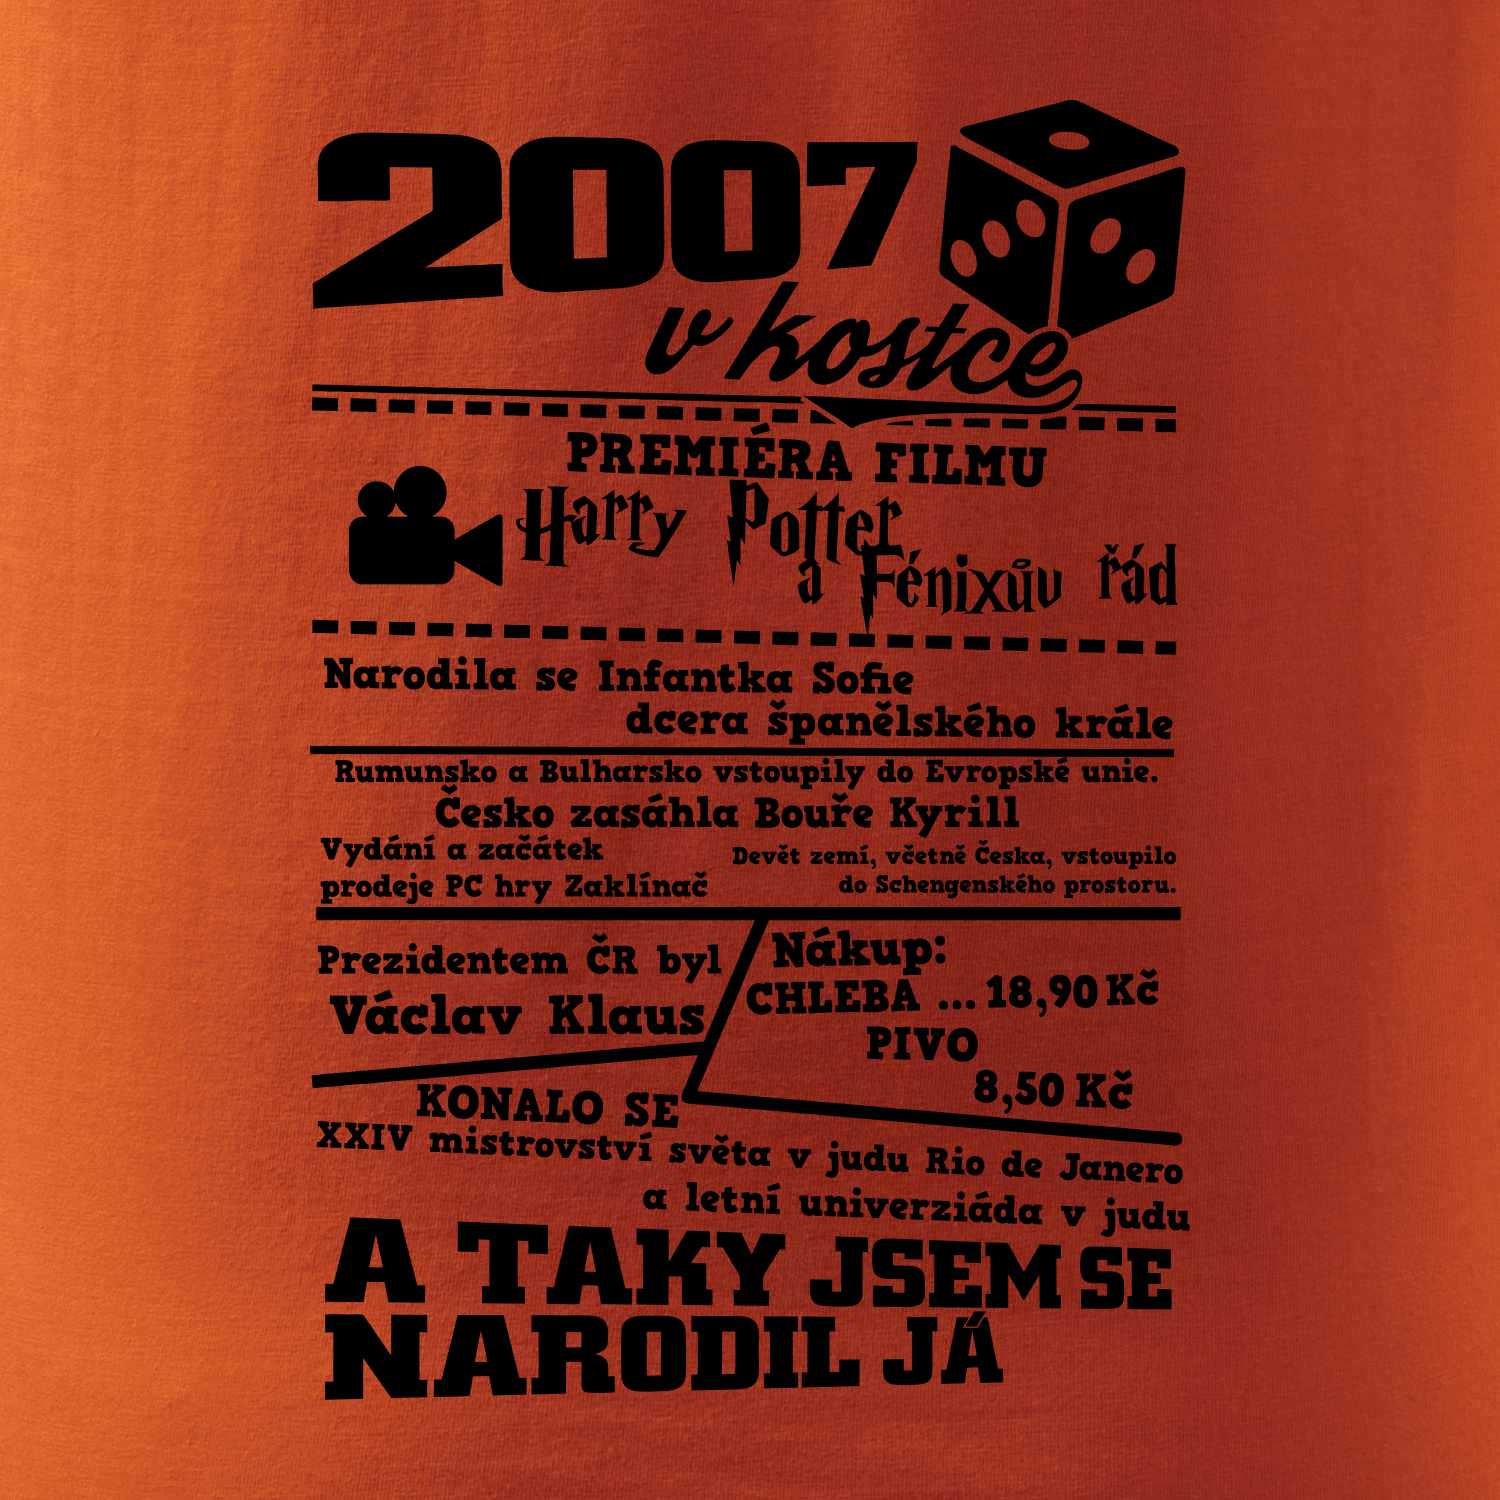 2007
v kostce
PREMIÉRA FILMU
Harry Potter
a Fénixův řád
Narodila se Infantka Sofie
dcera španělského krále
Rumunsko a Bulharsko vstoupily do Evropské unie.
Česko zasáhla Bouře Kyrill
Vydání a začátek
prodeje PC hry Zaklínač
Devět zemí, včetně Česka, vstoupilo
do Schengenského prostoru.
Prezidentem ČR byl
Václav Klaus
Nákup:
CHLEBA ... 18,90 Kč
PIVO
8,50 Kč
KONALO SE
XXIV mistrovství světa v judu Rio de Janero
a letní univerziáda v judu
A TAKY JSEM SE
NARODIL JÁ